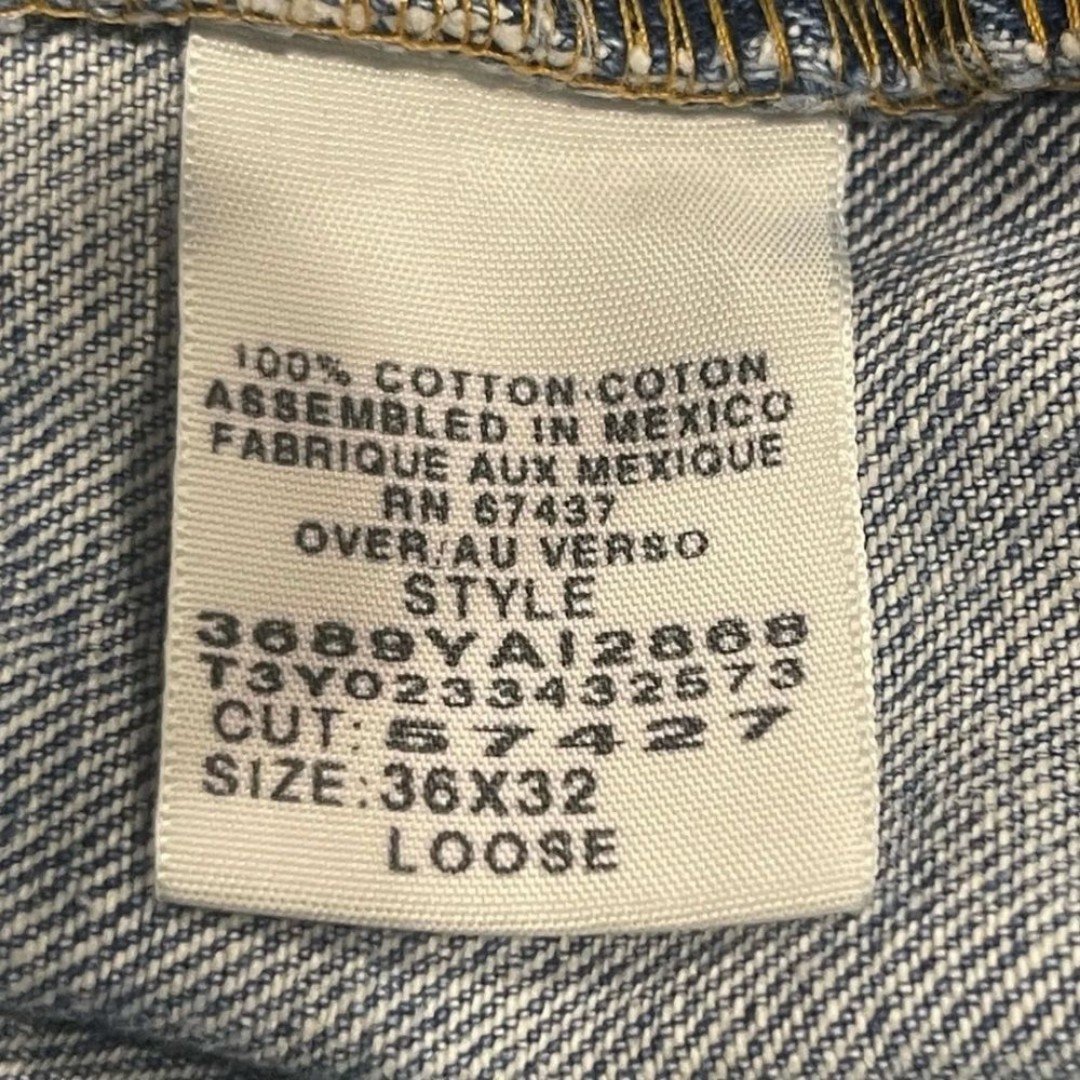 100% COTTON·COTON
ASSEMBLED IN MEXICO
FABRIQUE AUX MEXIQUE
RN 67437
OVER/AU VERSO
STYLE
3689YAI2868
T3Y0233432573
CUT: 57427
SIZE: 36X32
LOOSE